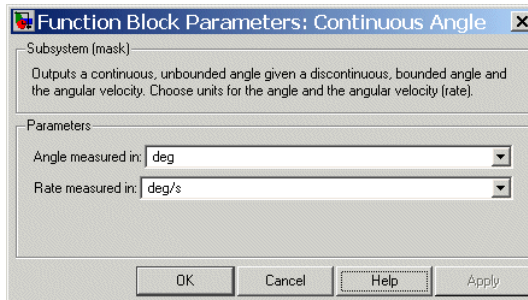 Function Block Parameters: Continuous Angle
Subsystem (mask)
Outputs a continuous, unbounded angle given a discontinuous, bounded angle and
the angular velocity. Choose units for the angle and the angular velocity (rate).
Parameters
Angle measured in: deg
Rate measured in: deg/s
OK Cancel Help Apply